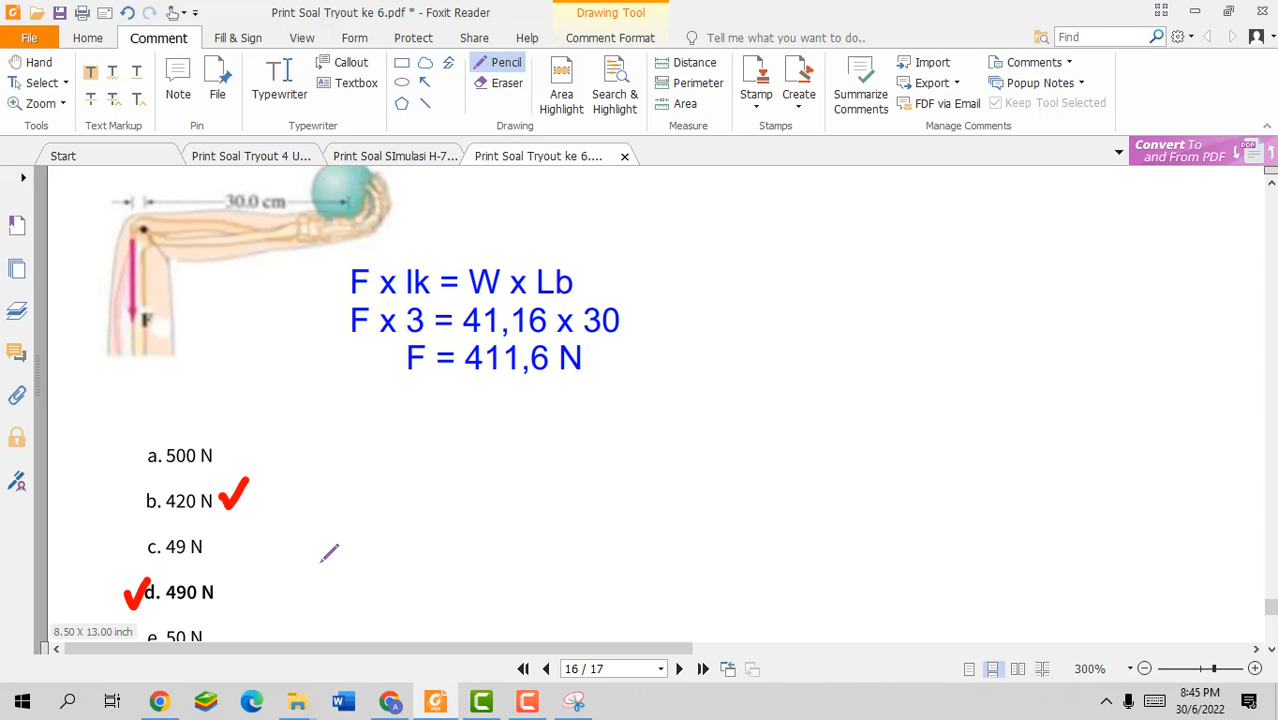 Print Soal Tryout ke 6.pdf * - Foxit Reader
Drawing Tool
File Home Comment Fill & Sign View Form Protect Share Help Comment Format Tell me what you want to do.. Find
Hand
Select
Zoom
Tools
Text Markup
Note
File
Pin
Typewriter
Callout
Textbox
Typewriter
Pencil
Eraser
Drawing
Area Highlight
Search & Highlight
Distance
Perimeter
Area
Measure
Stamp
Create
Stamps
Summarize Comments
Import
Export
FDF via Email
Comments
Popup Notes
Keep Tool Selected
Manage Comments
Start
Print Soal Tryout 4 U...
Print Soal SImulasi H-7...
Print Soal Tryout ke 6....
Convert To
and From PDF
PDF
30.0 cm
F
F x lk = W x Lb
F x 3 = 41,16 x 30
F = 411,6 N
a. 500 N
b. 420 N
c. 49 N
d. 490 N
e. 50 N
8.50 X 13.00 inch
16 / 17
300%
8:45 PM
30/6/2022